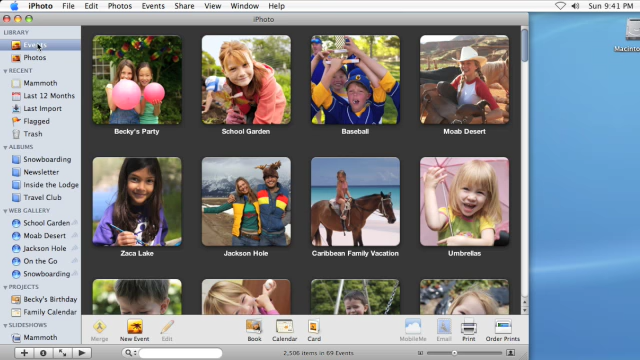 iPhoto File Edit Photos Events Share View Window Help Sun 9:41 PM
iPhoto
LIBRARY
Events
Photos
RECENT
Mammoth
Last 12 Months
Last Import
Flagged
Trash
ALBUMS
Snowboarding
Newsletter
Inside the Lodge
Travel Club
WEB GALLERY
School Garden
Moab Desert
Jackson Hole
On the Go
Snowboarding
PROJECTS
Becky's Birthday
Family Calendar
SLIDESHOWS
Mammoth
Becky's Party School Garden Baseball Moab Desert
Zaca Lake Jackson Hole Caribbean Family Vacation Umbrellas
Macinto
Merge New Event Edit Book Calendar Card MobileMe Email Print Order Prints
2,506 items in 69 Events